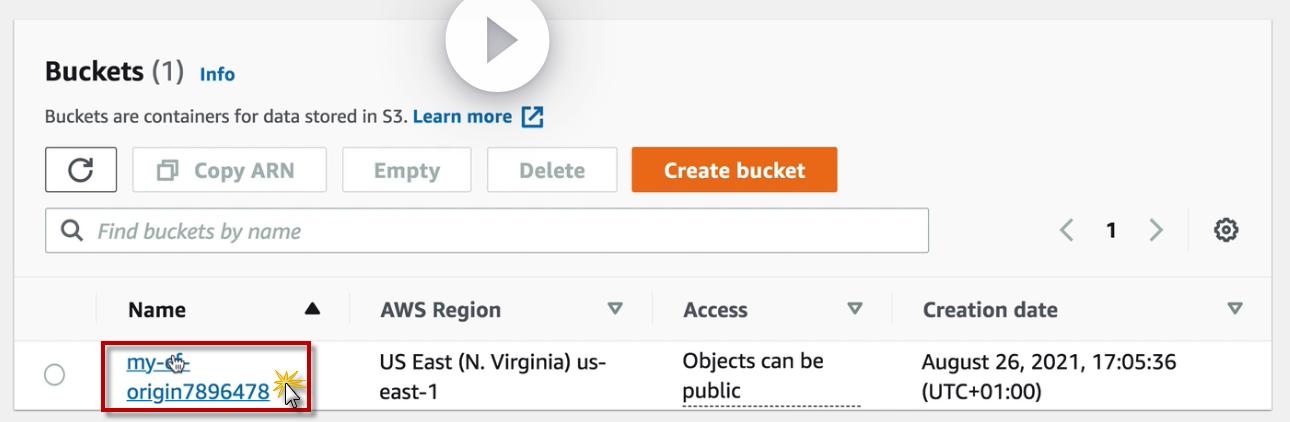 Buckets (1) Info
Buckets are containers for data stored in S3. Learn more
Copy ARN Empty Delete Create bucket
Find buckets by name 1
Name AWS Region Access Creation date
my-cf- US East (N. Virginia) us- Objects can be August 26, 2021, 17:05:36
origin7896478 east-1 public (UTC+01:00)